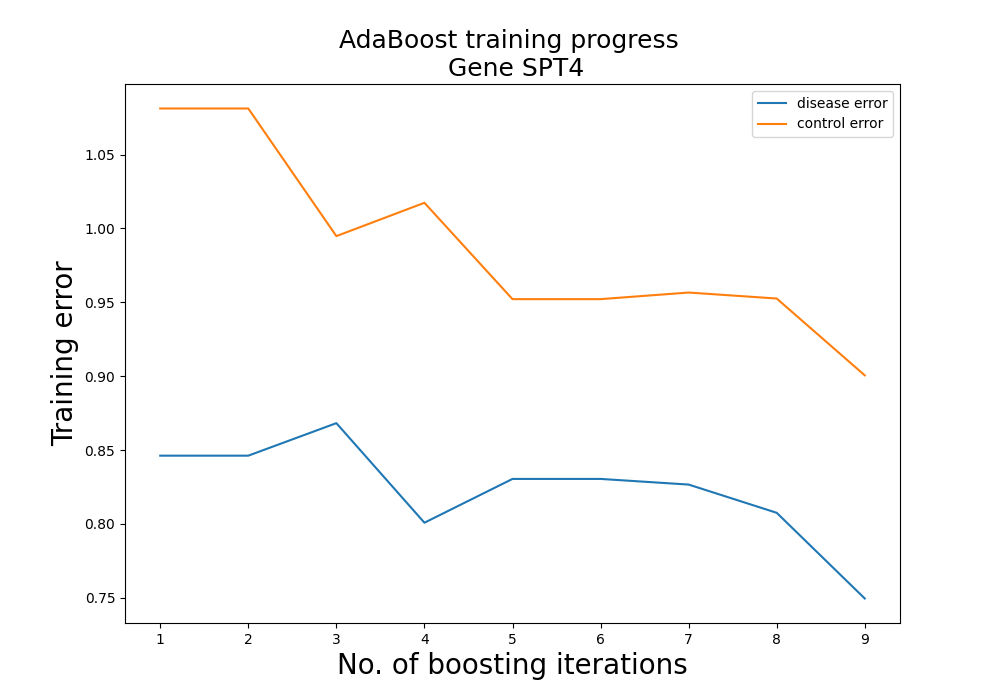 AdaBoost training progress
Gene SPT4
disease error
control error
Training error
1.05
1.00
0.95
0.90
0.85
0.80
0.75
1 2 3 4 5 6 7 8 9
No. of boosting iterations